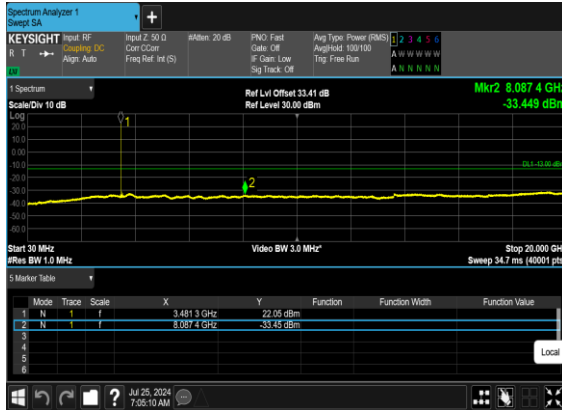 Spectrum Analyzer 1
Swept SA
+
KEYSIGHT Input: RF Input Z: 50 Ω #Atten: 20 dB PNO: Fast Avg Type: Power (RMS) 1 2 3 4 5 6
R T Coupling: DC Corr CCorr Gate: Off Avg|Hold: 100/100 A W W W W W
Align: Auto Freq Ref: Int (S) IF Gain: Low Trig: Free Run
LXI Sig Track: Off A N N N N N
1 Spectrum Ref Lvl Offset 33.41 dB Mkr2 8.087 4 GHz
Scale/Div 10 dB Ref Level 30.00 dBm -33.449 dBm
Log
20.0
10.0
0.00
-10.0
-20.0
-30.0
-40.0
-50.0
-60.0
1
DL1 -13.00 dBm
2
Start 30 MHz Video BW 3.0 MHz* Stop 20.000 GHz
#Res BW 1.0 MHz Sweep 34.7 ms (40001 pts)
5 Marker Table
Mode Trace Scale X Y Function Function Width Function Value
1 N 1 f 3.481 3 GHz 22.05 dBm
2 N 1 f 8.087 4 GHz -33.45 dBm
3
4
5
6
Local
? Jul 25, 2024
7:05:10 AM